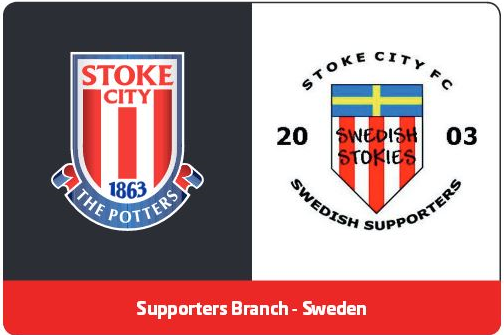 STOKE
CITY
1863
THE POTTERS
STOKE CITY FC
20 03
SWEDISH
STOKIES
SWEDISH SUPPORTERS
Supporters Branch - Sweden